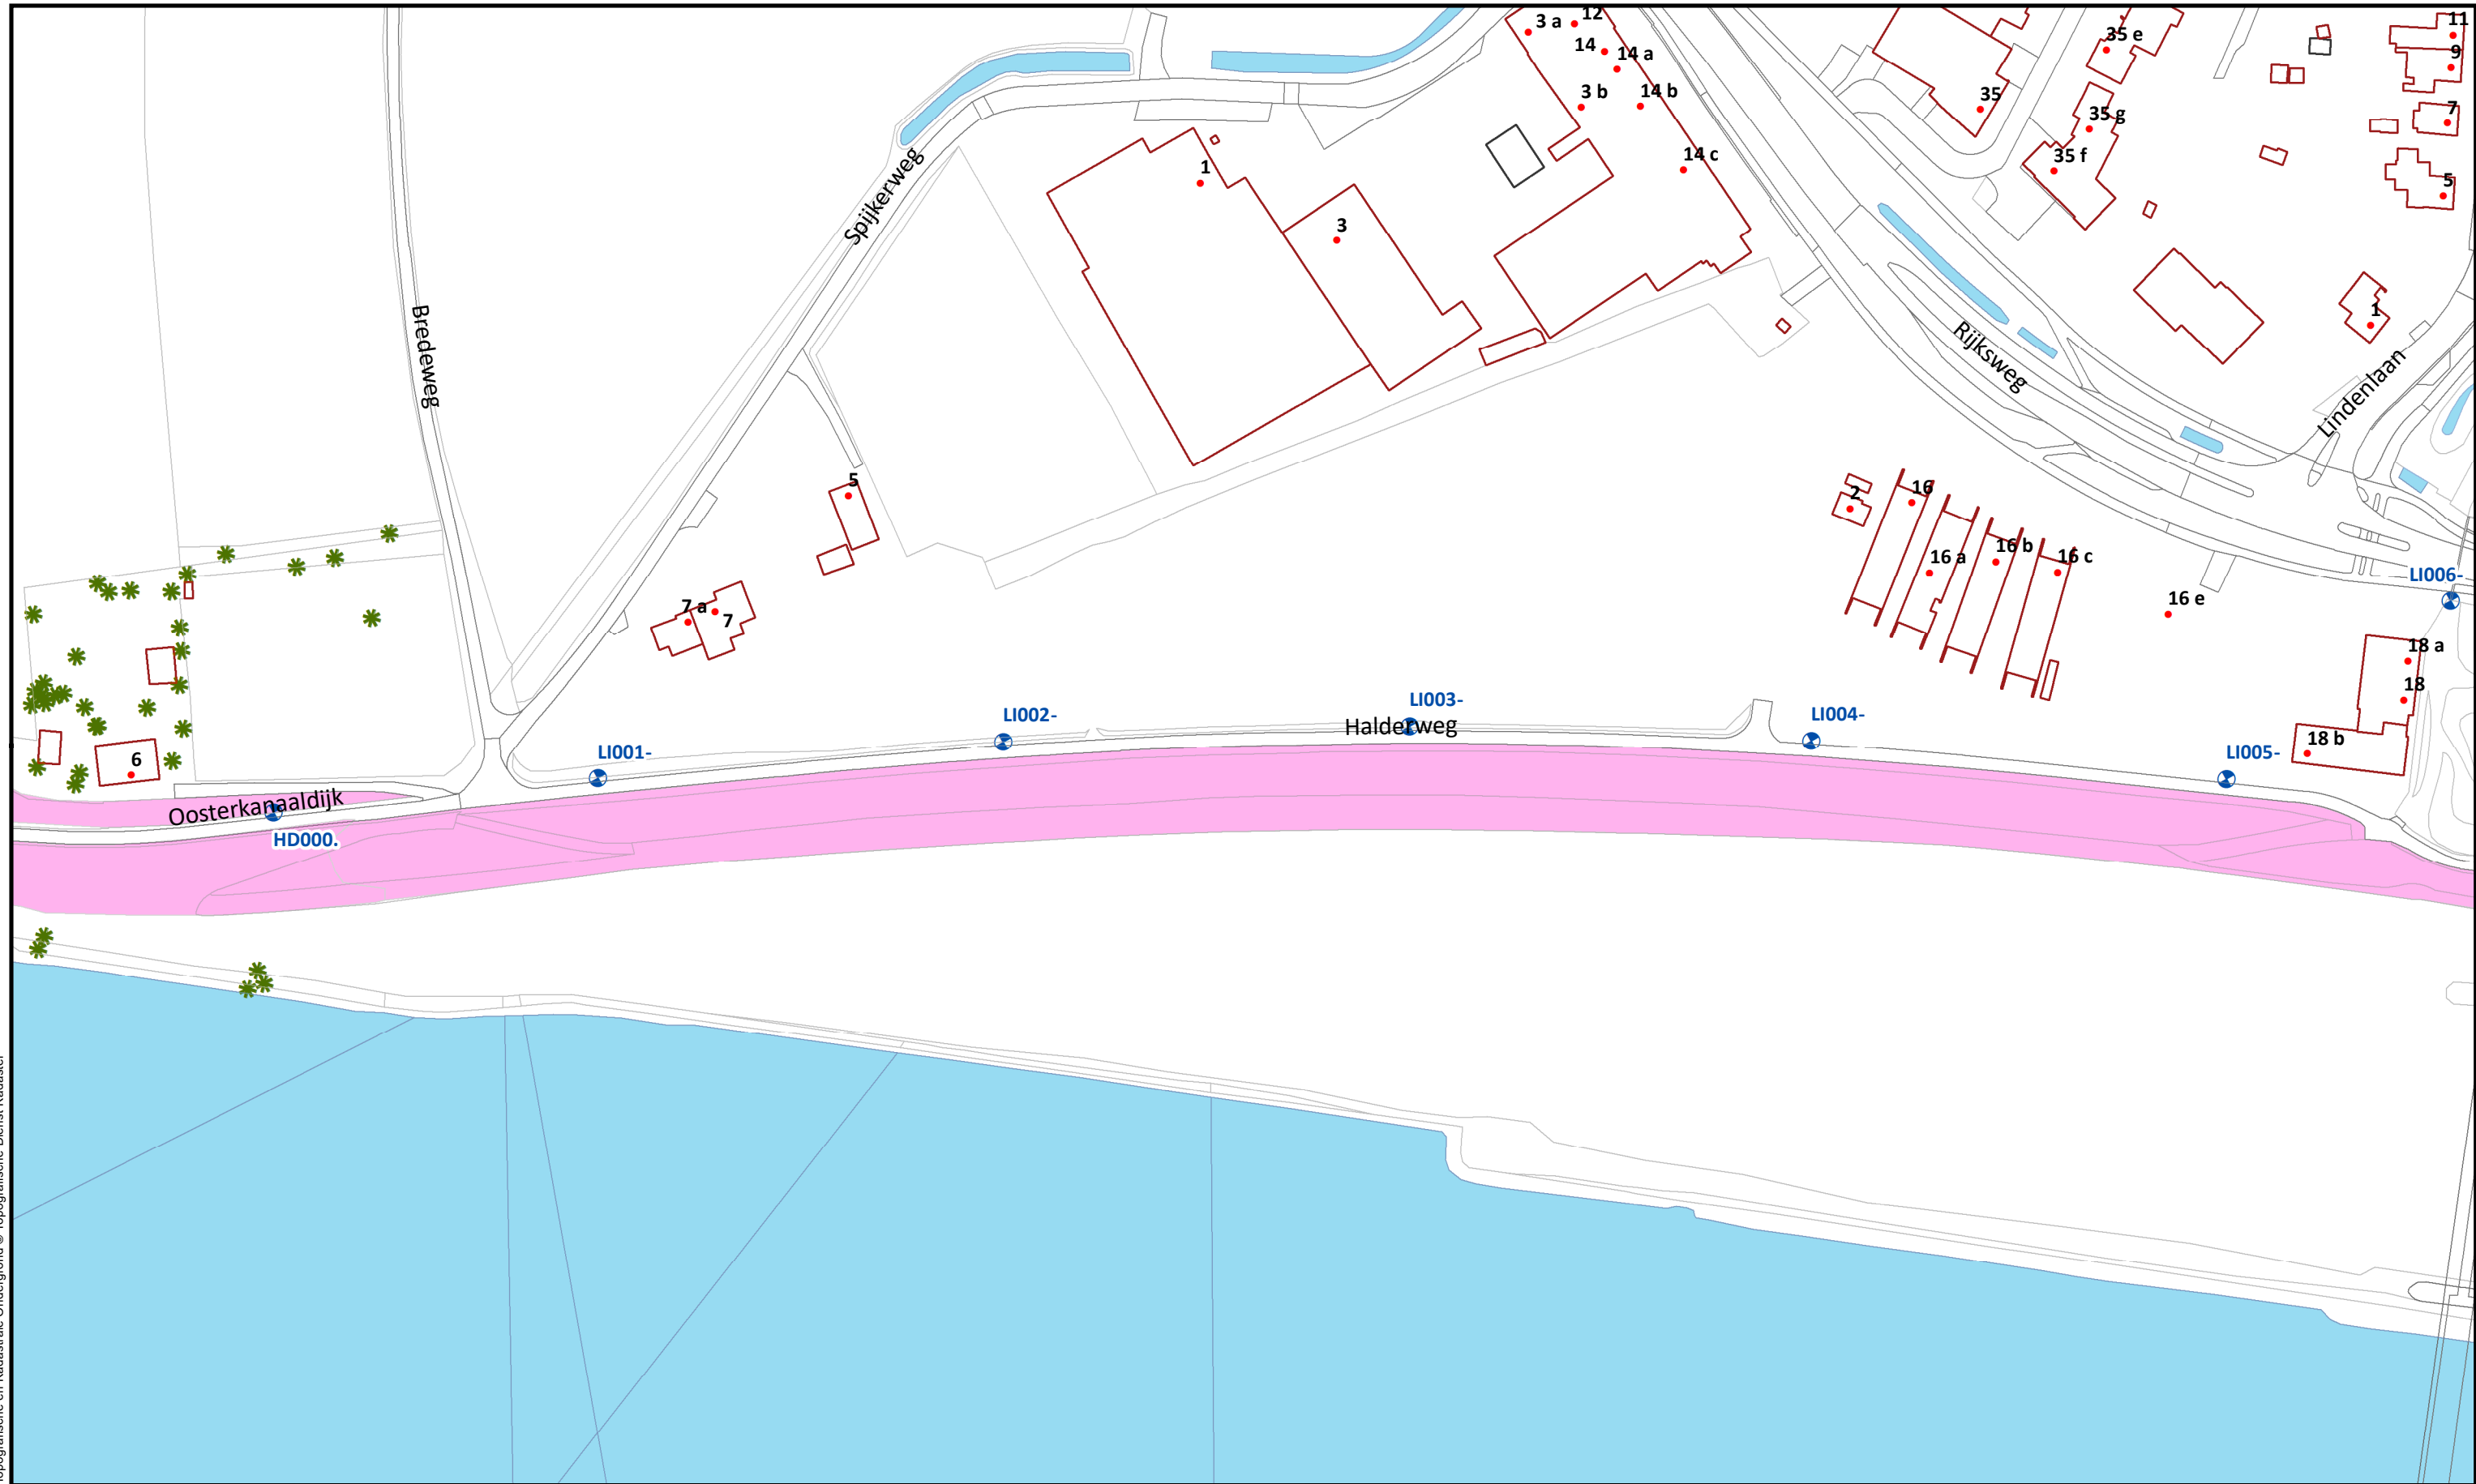 3 a
12
11
14
35 e
14 a
9
3 b
14 b
35
7
35 g
1
14 c
35 f
Spijkerweg
5
3
Bredeweg
1
Rijksweg
Lindenlaan
5
2
16
16 a
16 b
16 c
LI006-
7 a
7
16 e
18 a
18
LI003-
LI002-
LI004-
Halderweg
LI001-
LI005-
18 b
6
Oosterkanaaldijk
HD000.